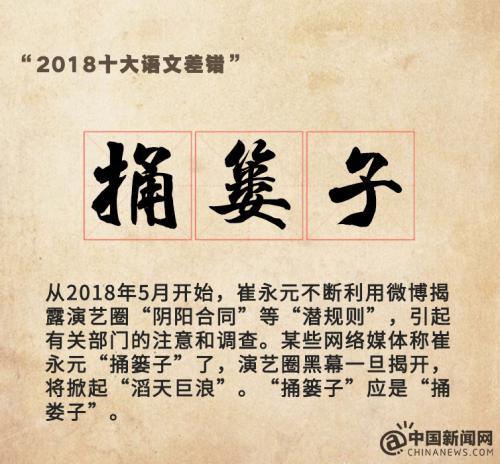 “2018十大语文差错”
捅篓子
从2018年5月开始，崔永元不断利用微博揭
露演艺圈“阴阳合同”等“潜规则”，引起
有关部门的注意和调查。某些网络媒体称崔
永元“捅篓子”了，演艺圈黑幕一旦揭开，
将掀起“滔天巨浪”。“捅篓子”应是“捅
娄子”。
中国新闻网
CHINANEWS.COM